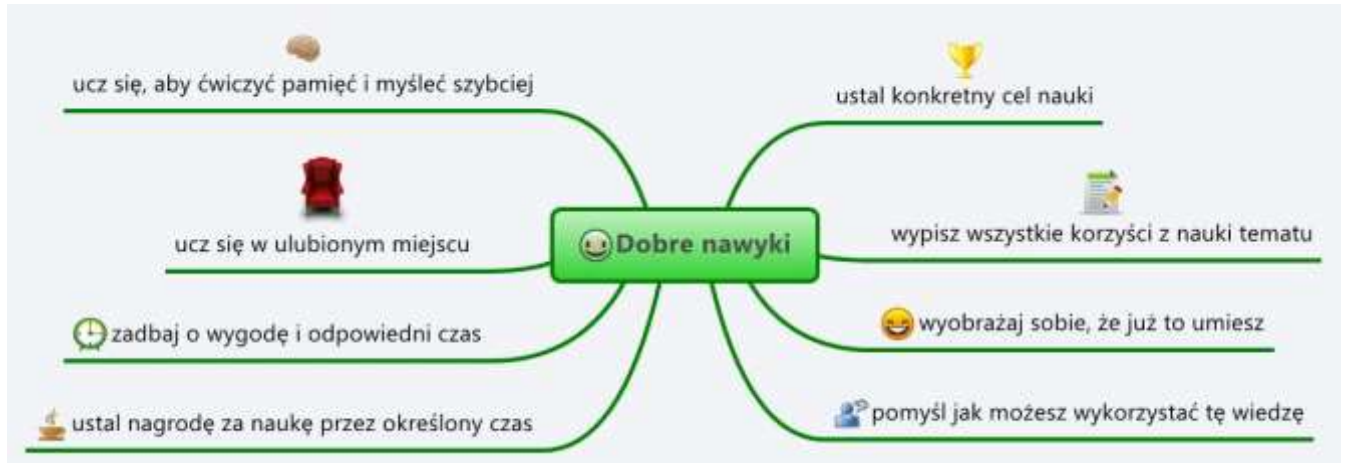 ucz się, aby ćwiczyć pamięć i myśleć szybciej
ustal konkretny cel nauki
ucz się w ulubionym miejscu
Dobre nawyki
wypisz wszystkie korzyści z nauki tematu
zadbaj o wygodę i odpowiedni czas
wyobrażaj sobie, że już to umiesz
ustal nagrodę za naukę przez określony czas
pomyśl jak możesz wykorzystać tę wiedzę